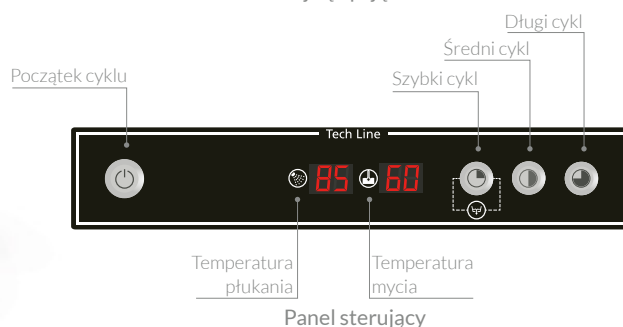 Długi cykl
Średni cykl
Szybki cykl
Początek cyklu
Tech Line
85
60
Temperatura
płukania
Temperatura
mycia
Panel sterujący